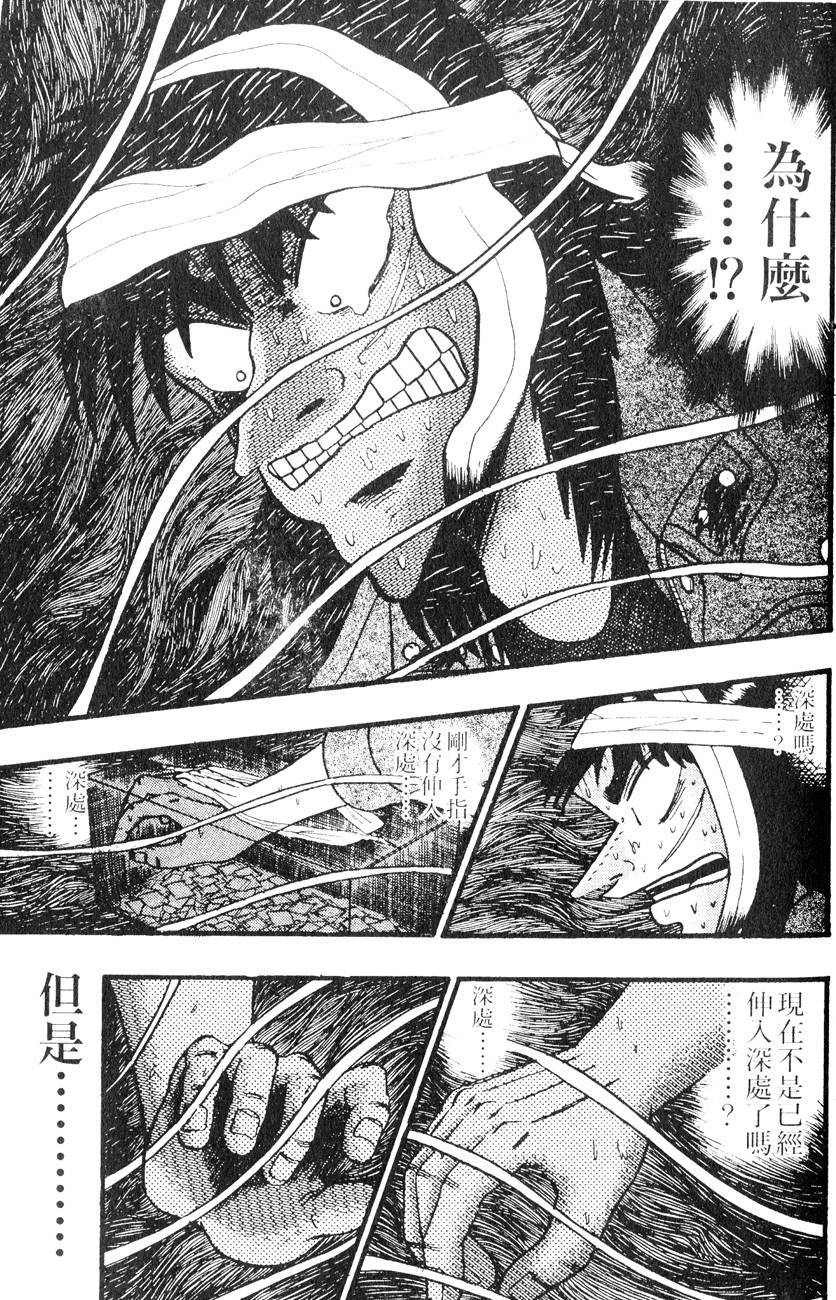 為什麼
………!?
深處嗎
……?
剛才手指
沒有伸入
深處……
深處…
……
現在不是已經
伸入深處了嗎
………?
深處……
但是…………